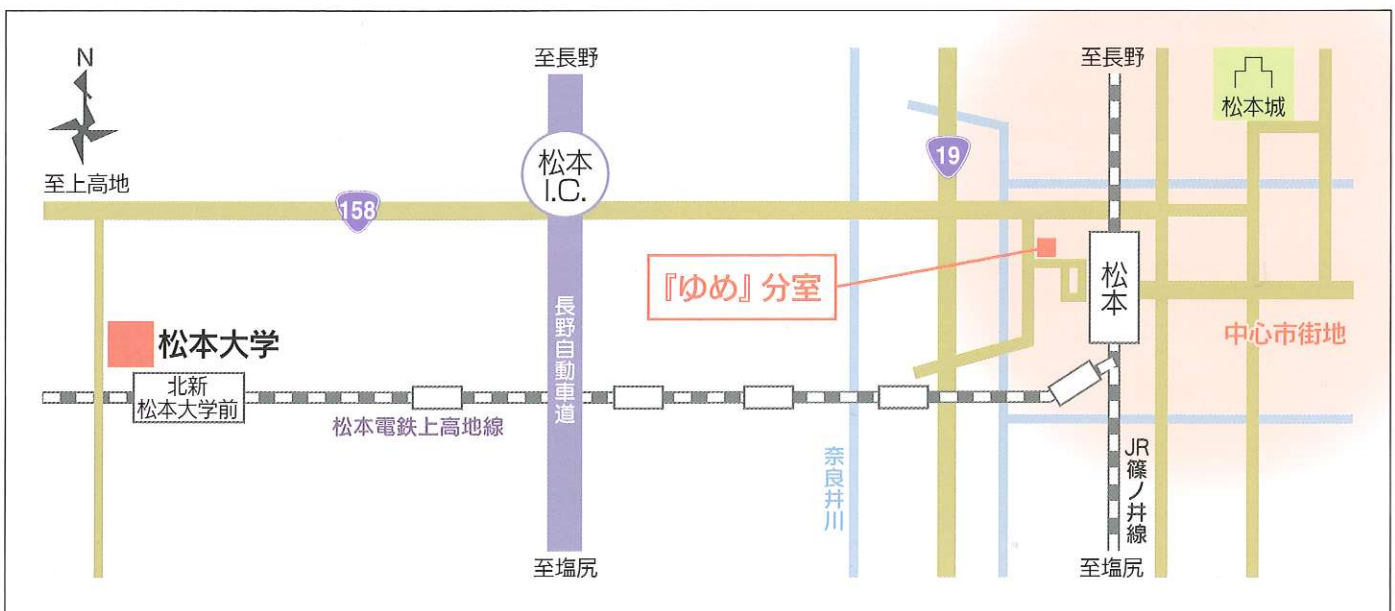 N
至上高地
158
至長野
松本
I.C.
19
至長野
松本城
『ゆめ』分室
松本
中心市街地
松本大学
北新
松本大学前
松本電鉄上高地線
長野自動車道
奈良井川
JR篠ノ井線
至塩尻
至塩尻